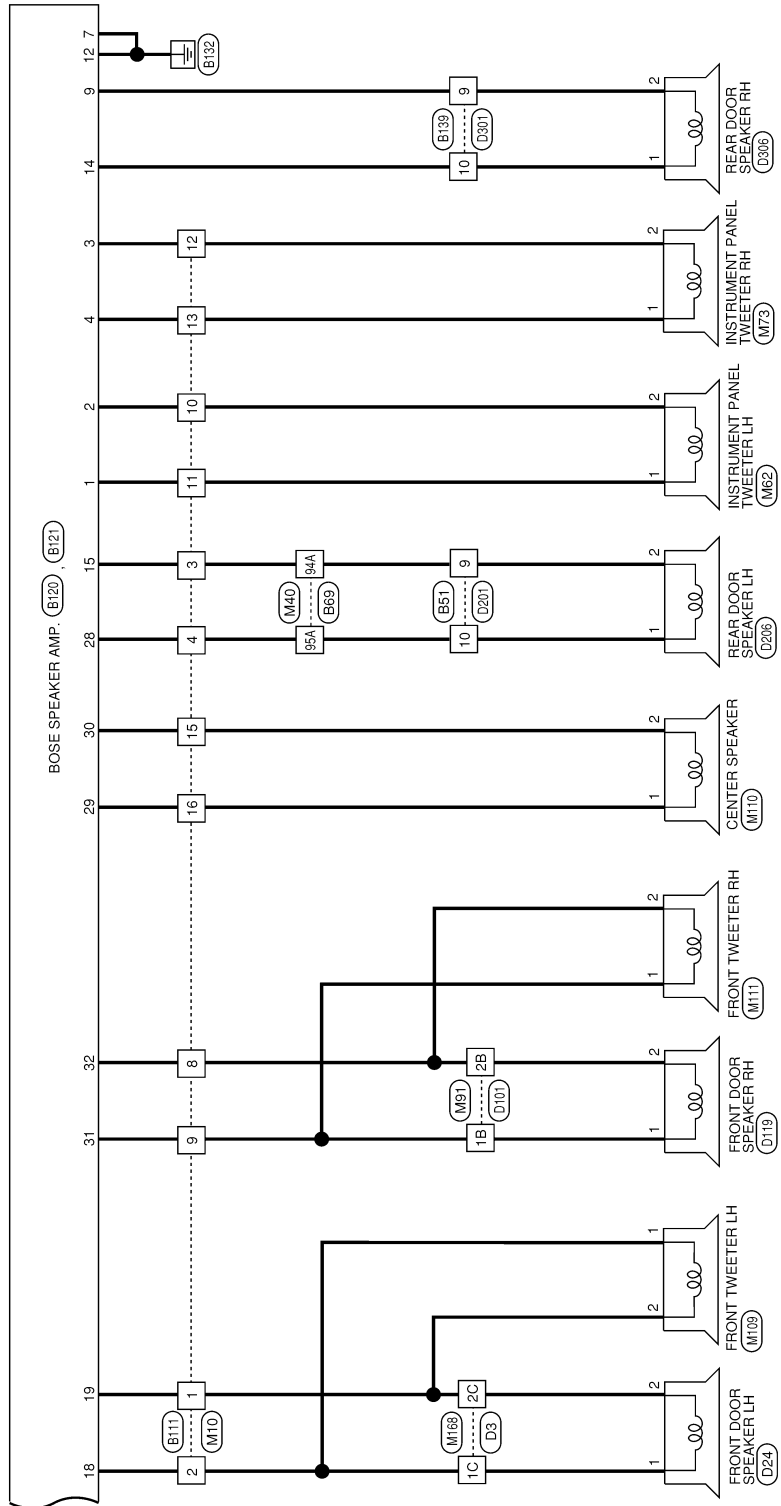 BOSE SPEAKER AMP. B120 , B121
18 19 31 32 29 30 28 15 1 2 4 3 14 9 12 7
B111
2 1 9 8 16 15 4 3 11 10 13 12
M10
B132
M40
95A 94A
B69
B51 B139
M168 M91
10 9 10 9
1C 2C 1B 2B
D201 D301
D3 D101
1 2 2 1 1 2 1 2 1 2 1 2 1 2 1 2 1 2
FRONT DOOR
SPEAKER LH
D24
FRONT TWEETER LH
M109
FRONT DOOR
SPEAKER RH
D119
FRONT TWEETER RH
M111
CENTER SPEAKER
M110
REAR DOOR
SPEAKER LH
D206
INSTRUMENT PANEL
TWEETER LH
M62
INSTRUMENT PANEL
TWEETER RH
M73
REAR DOOR
SPEAKER RH
D306